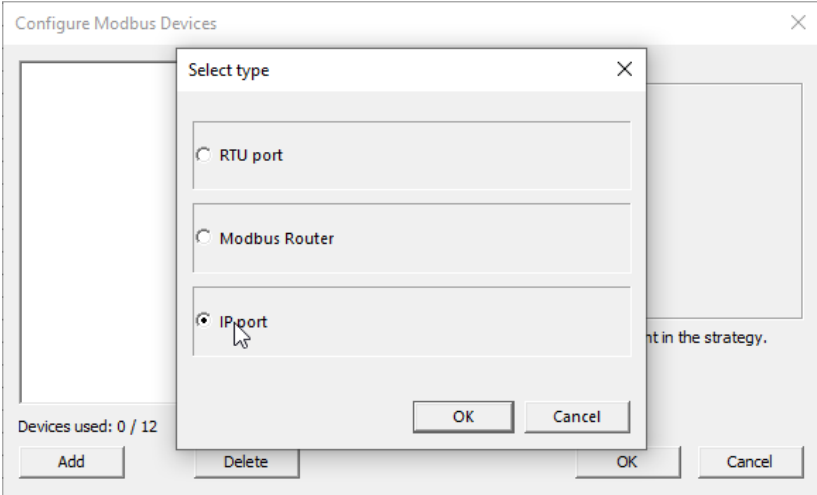 Configure Modbus Devices
Select type
RTU port
Modbus Router
IP port
nt in the strategy.
OK
Cancel
Devices used: 0 / 12
Add
Delete
OK
Cancel